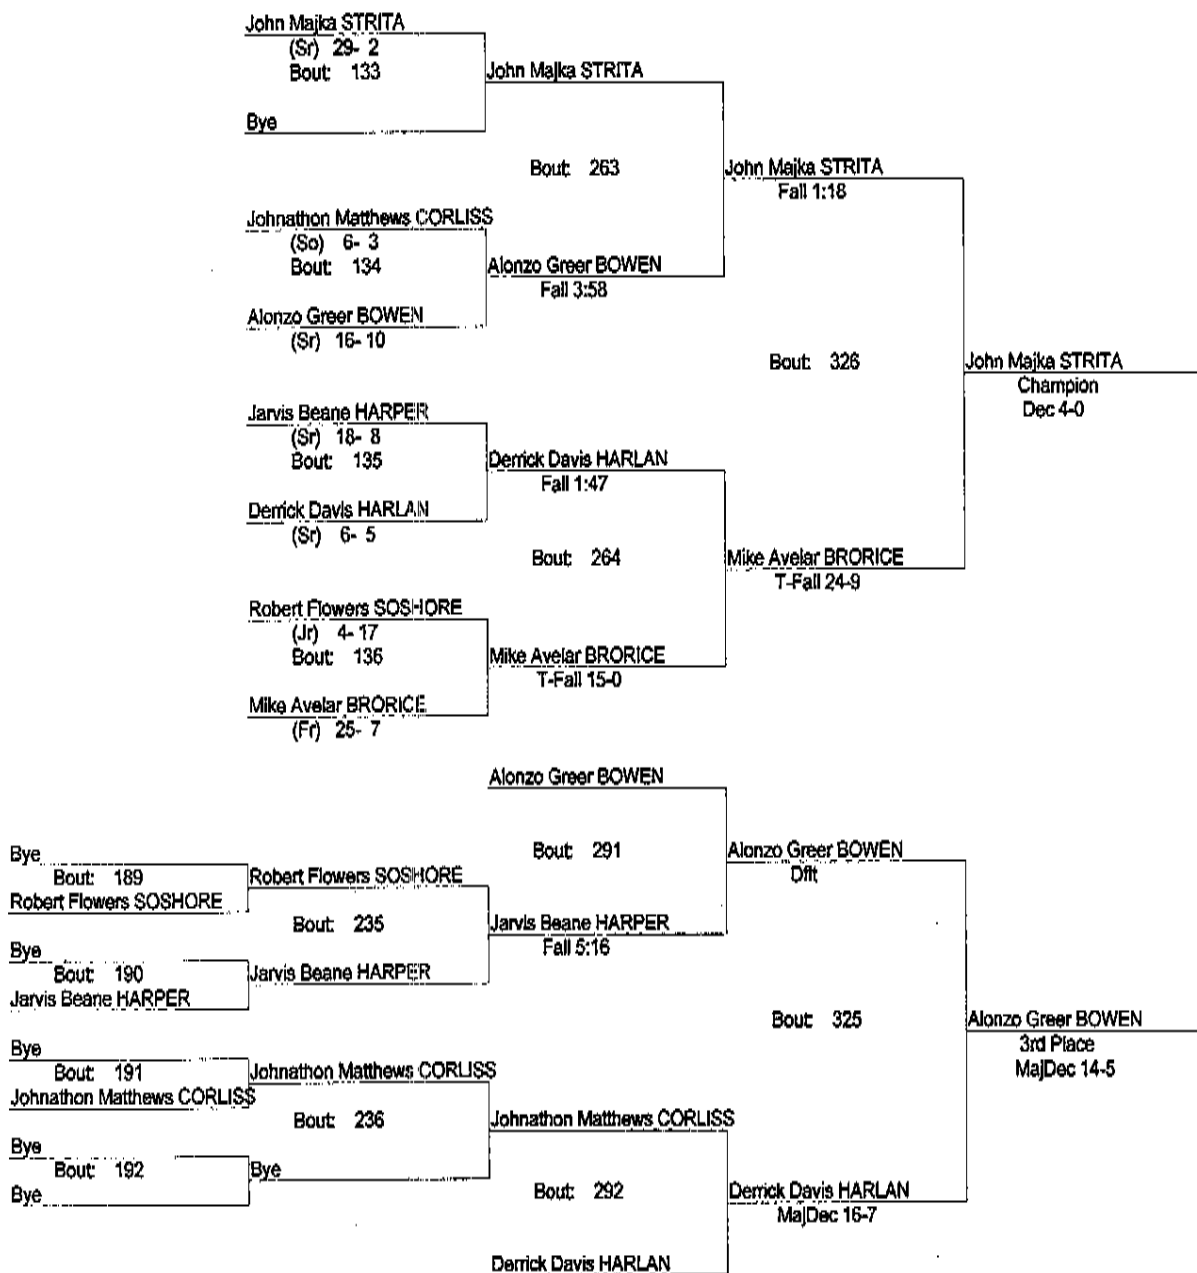 John Majka STRITA
(Sr) 29- 2
Bout: 133
John Majka STRITA
Bye
Bout: 263
John Majka STRITA
Fall 1:18
Johnathon Matthews CORLISS
(So) 6- 3
Bout: 134
Alonzo Greer BOWEN
Fall 3:58
Alonzo Greer BOWEN
(Sr) 16- 10
Bout: 326
John Majka STRITA
Champion
Dec 4-0
Jarvis Beane HARPER
(Sr) 18- 8
Bout: 135
Derrick Davis HARLAN
Fall 1:47
Derrick Davis HARLAN
(Sr) 6- 5
Bout: 264
Mike Avelar BRORICE
T-Fall 24-9
Robert Flowers SOSHORE
(Jr) 4- 17
Bout: 136
Mike Avelar BRORICE
T-Fall 15-0
Mike Avelar BRORICE
(Fr) 25- 7
Alonzo Greer BOWEN
Bout: 291
Alonzo Greer BOWEN
Dflt
Bye
Bout: 189
Robert Flowers SOSHORE
Robert Flowers SOSHORE
Bout: 235
Jarvis Beane HARPER
Fall 5:16
Bye
Bout: 190
Jarvis Beane HARPER
Jarvis Beane HARPER
Bout: 325
Alonzo Greer BOWEN
3rd Place
MajDec 14-5
Bye
Bout: 191
Johnathon Matthews CORLISS
Johnathon Matthews CORLISS
Bout: 236
Johnathon Matthews CORLISS
Bye
Bout: 192
Bye
Bye
Bout: 292
Derrick Davis HARLAN
MajDec 16-7
Derrick Davis HARLAN